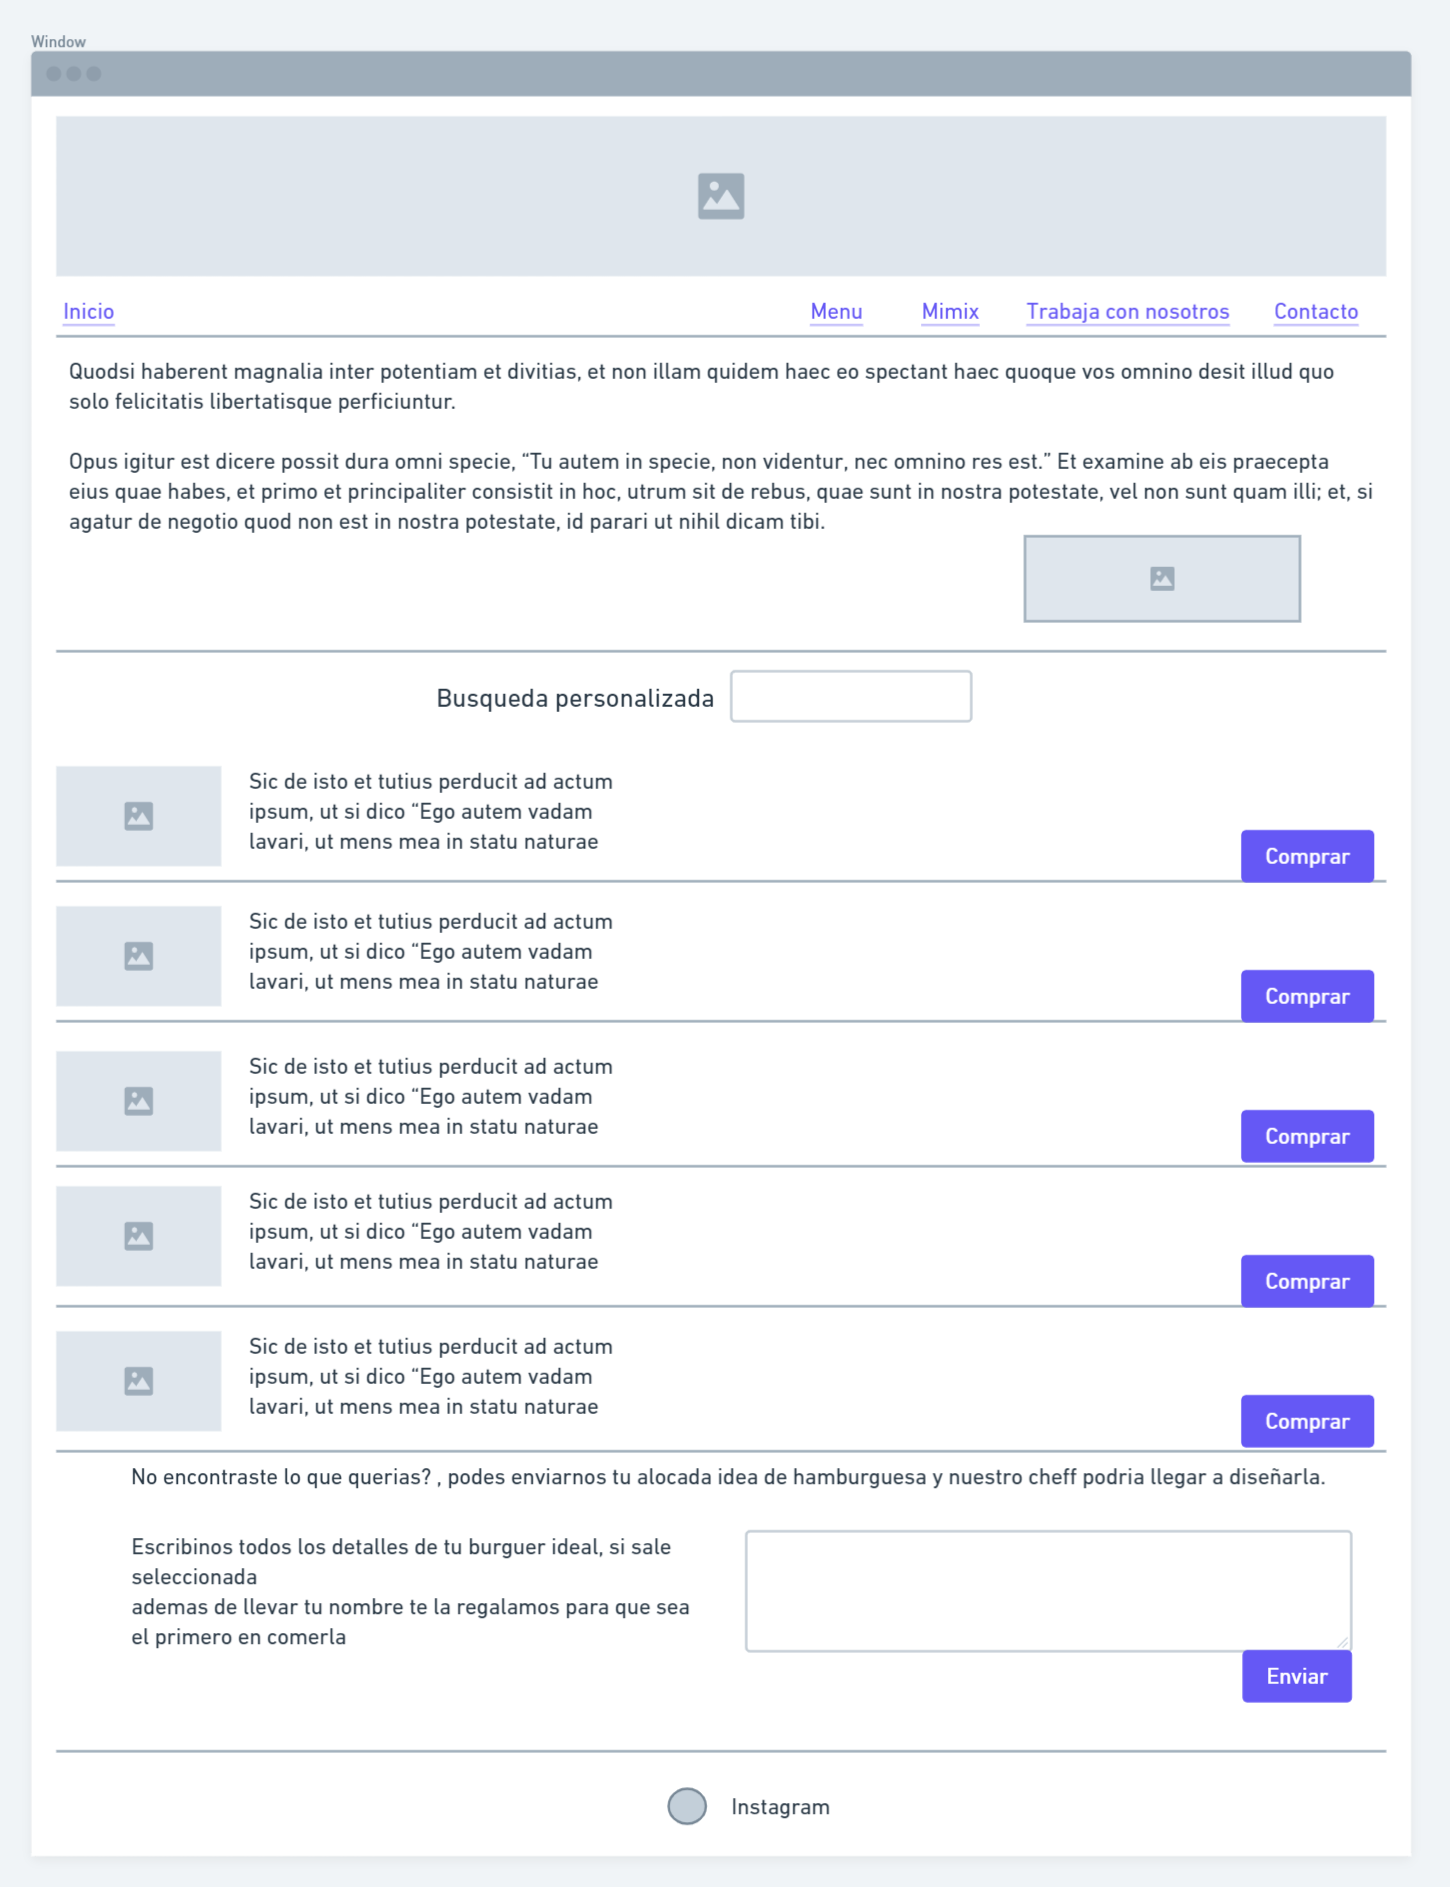 Window
Inicio
Menu
Mimix
Trabaja con nosotros
Contacto
Quodsi haberent magnalia inter potentiam et divitias, et non illam quidem haec eo spectant haec quoque vos omnino desit illud quo
solo felicitatis libertatisque perficiuntur.
Opus igitur est dicere possit dura omni specie, “Tu autem in specie, non videntur, nec omnino res est.” Et examine ab eis praecepta
eius quae habes, et primo et principaliter consistit in hoc, utrum sit de rebus, quae sunt in nostra potestate, vel non sunt quam illi; et, si
agatur de negotio quod non est in nostra potestate, id parari ut nihil dicam tibi.
Busqueda personalizada
Sic de isto et tutius perducit ad actum
ipsum, ut si dico “Ego autem vadam
lavari, ut mens mea in statu naturae
Comprar
Sic de isto et tutius perducit ad actum
ipsum, ut si dico “Ego autem vadam
lavari, ut mens mea in statu naturae
Comprar
Sic de isto et tutius perducit ad actum
ipsum, ut si dico “Ego autem vadam
lavari, ut mens mea in statu naturae
Comprar
Sic de isto et tutius perducit ad actum
ipsum, ut si dico “Ego autem vadam
lavari, ut mens mea in statu naturae
Comprar
Sic de isto et tutius perducit ad actum
ipsum, ut si dico “Ego autem vadam
lavari, ut mens mea in statu naturae
Comprar
No encontraste lo que querias? , podes enviarnos tu alocada idea de hamburguesa y nuestro cheff podria llegar a diseñarla.
Escribinos todos los detalles de tu burguer ideal, si sale
seleccionada
ademas de llevar tu nombre te la regalamos para que sea
el primero en comerla
Enviar
Instagram